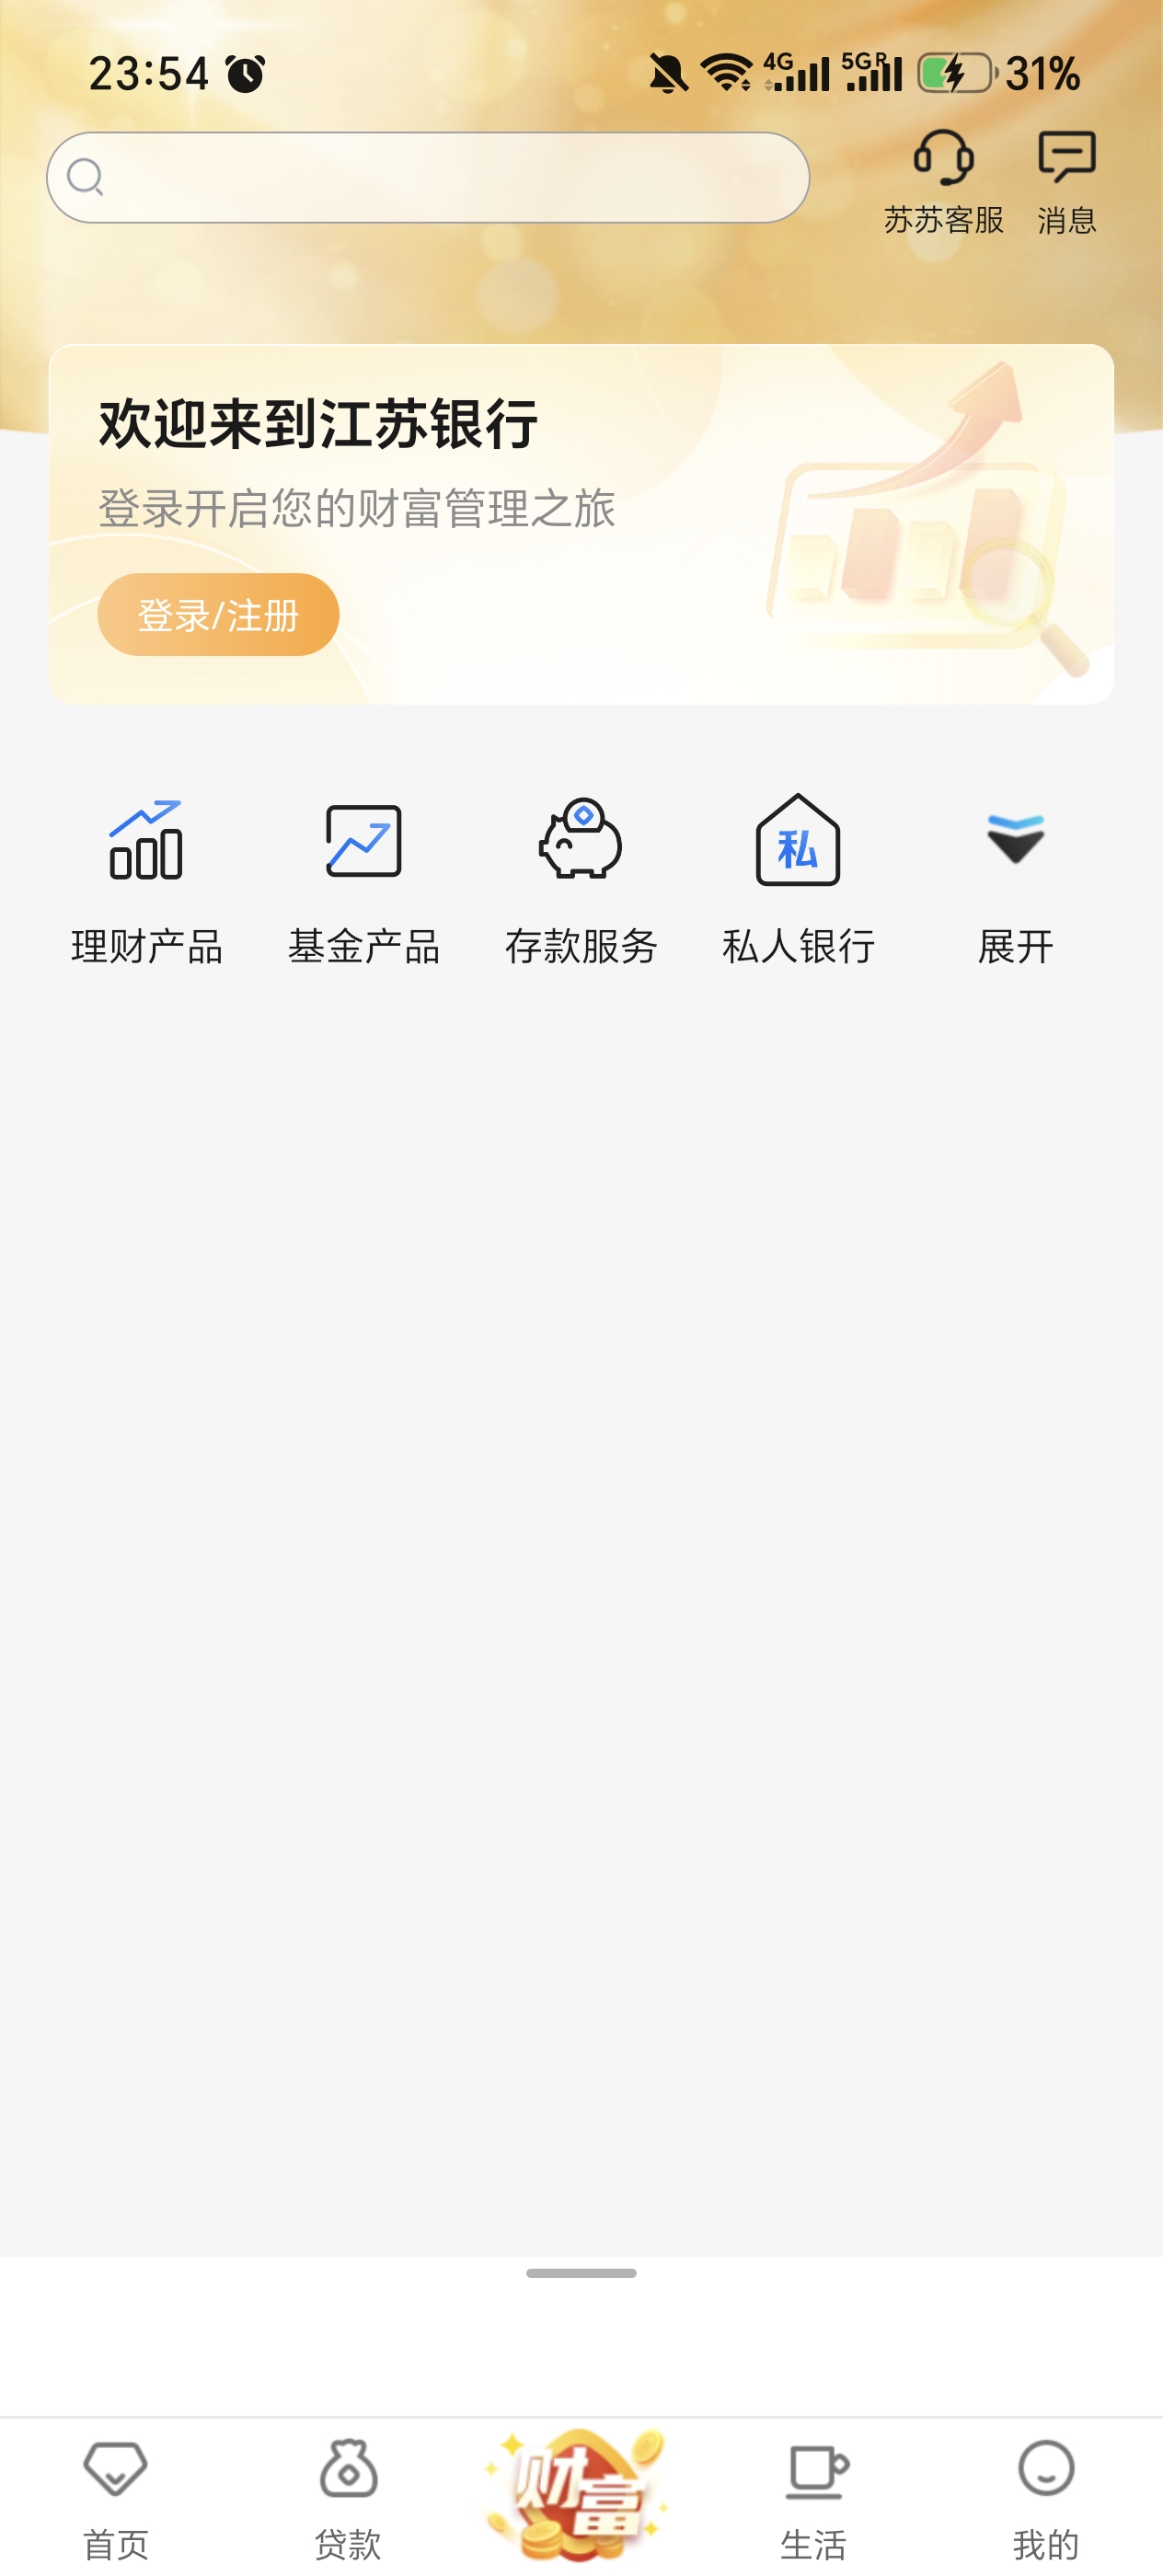 23:54
4G
5G R
31%
苏苏客服 消息
欢迎来到江苏银行
登录开启您的财富管理之旅
登录/注册
私
理财产品 基金产品 存款服务 私人银行 展开
财富
首页 贷款 生活 我的